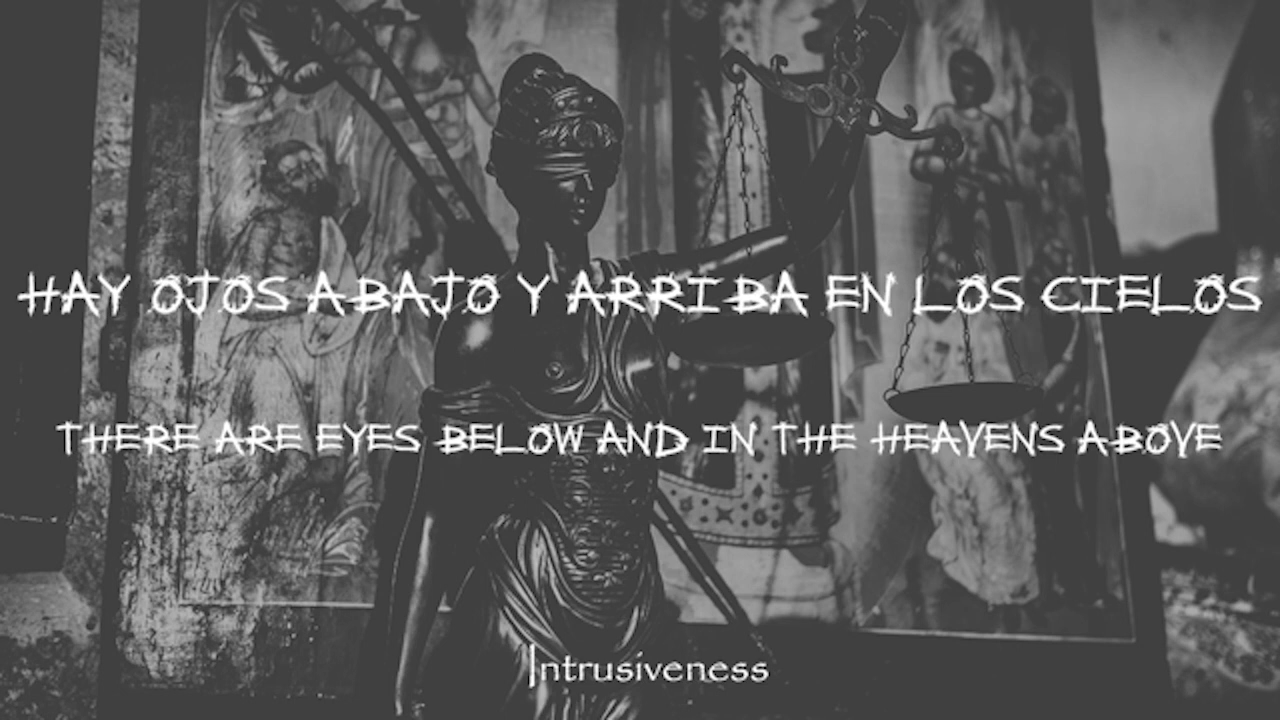 HAY OJOS ABAJO Y ARRIBA EN LOS CIELOS
THERE ARE EYES BELOW AND IN THE HEAVENS ABOVE
Intrusiveness